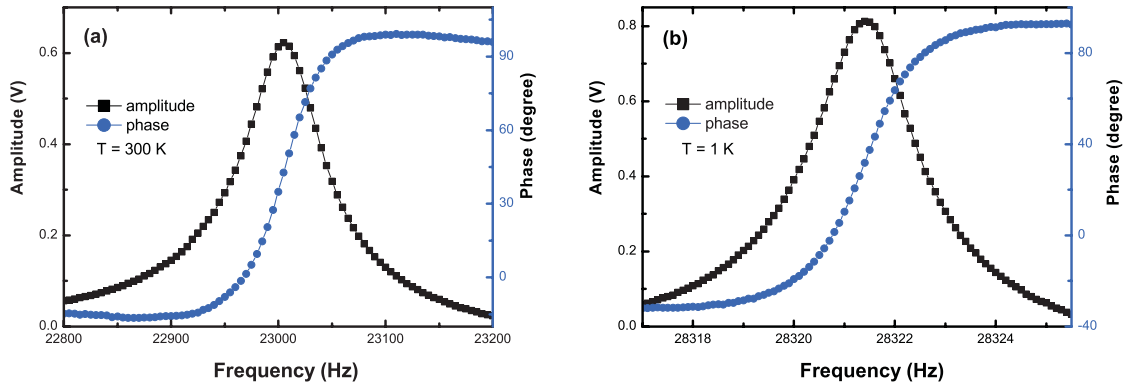 (a)
amplitude
phase
T = 300 K
Amplitude (V)
0.0
0.2
0.4
0.6
22800
22900
23000
23100
23200
Frequency (Hz)
0
30
60
90
Phase (degree)
(b)
amplitude
phase
T = 1 K
Amplitude (V)
0.0
0.2
0.4
0.6
0.8
28318
28320
28322
28324
Frequency (Hz)
-40
0
40
80
Phase (degree)